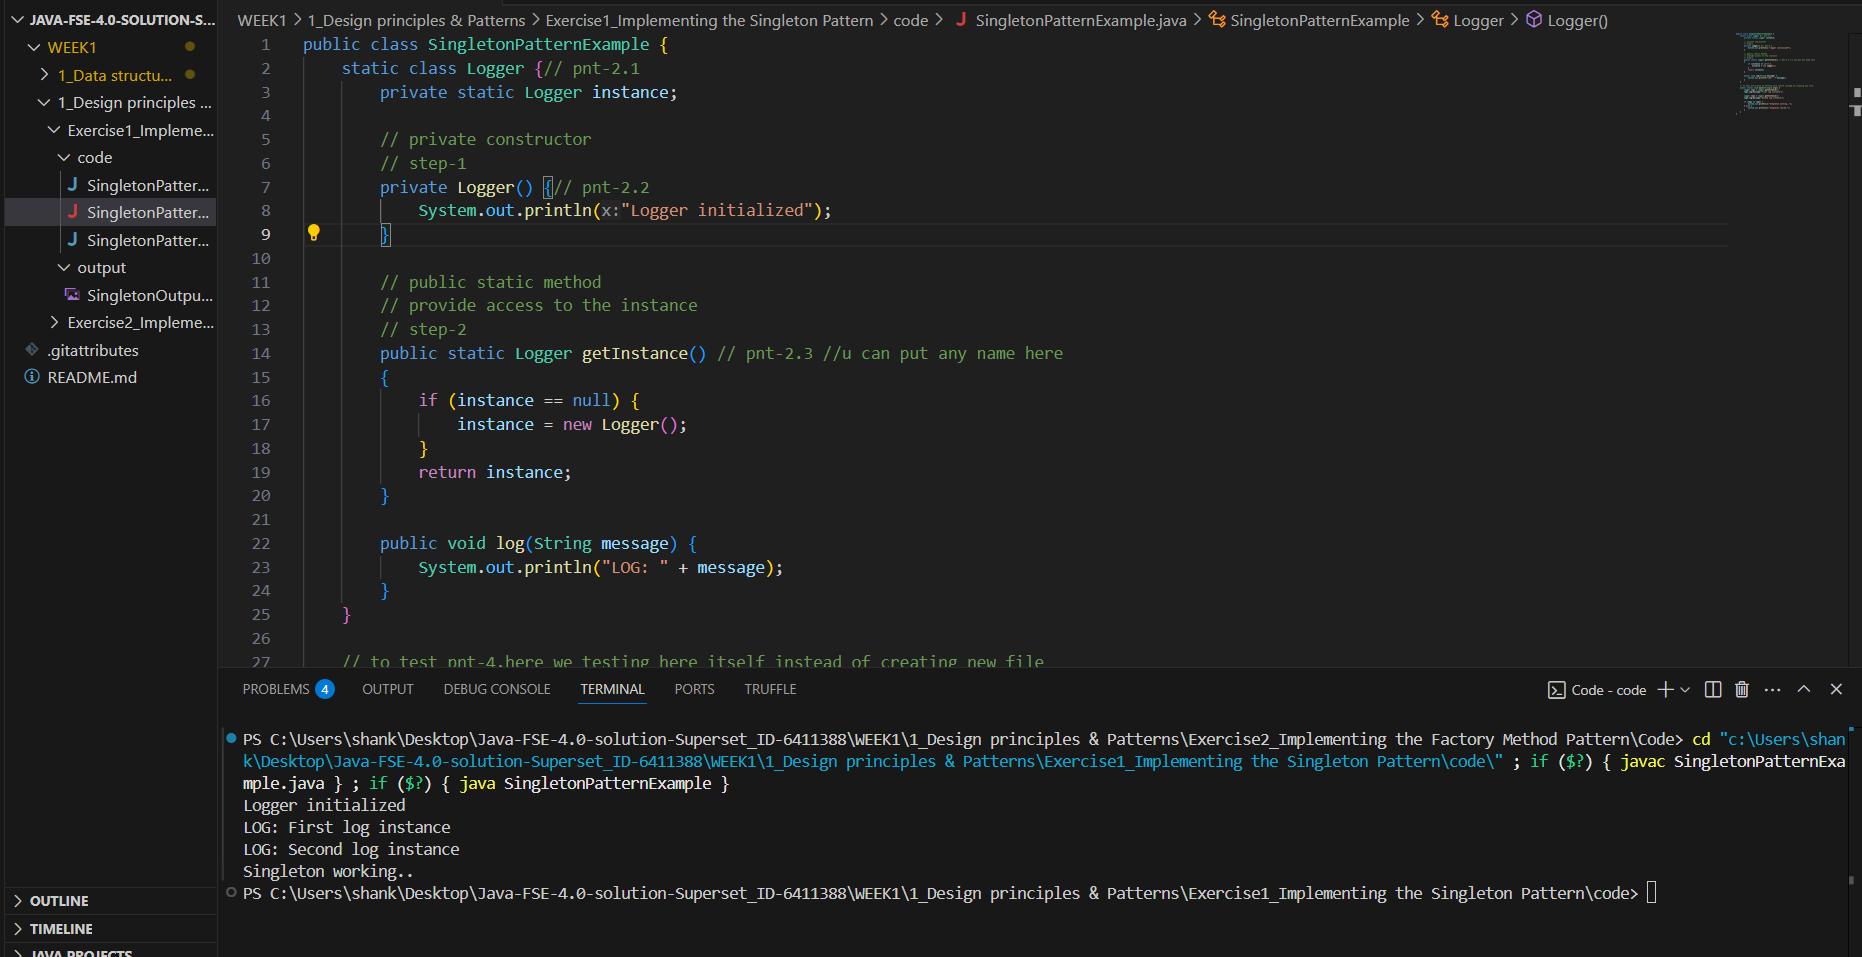 JAVA-FSE-4.0-SOLUTION-S...
WEEK1
1_Data structu...
1_Design principles ...
Exercise1_Impleme...
code
SingletonPatter...
SingletonPatter...
SingletonPatter...
output
SingletonOutpu...
Exercise2_Impleme...
.gitattributes
README.md
OUTLINE
TIMELINE
JAVA PROJECTS
WEEK1 > 1_Design principles & Patterns > Exercise1_Implementing the Singleton Pattern > code > J SingletonPatternExample.java > SingletonPatternExample > Logger > Logger()
1 public class SingletonPatternExample {
2 static class Logger {// pnt-2.1
3 private static Logger instance;
4
5 // private constructor
6 // step-1
7 private Logger() {// pnt-2.2
8 System.out.println(x:"Logger initialized");
9 }
10
11 // public static method
12 // provide access to the instance
13 // step-2
14 public static Logger getInstance() // pnt-2.3 //u can put any name here
15 {
16 if (instance == null) {
17 instance = new Logger();
18 }
19 return instance;
20 }
21
22 public void log(String message) {
23 System.out.println("LOG: " + message);
24 }
25 }
26
27 // to test pnt-4.here we testing here itself instead of creating new file
PROBLEMS 4 OUTPUT DEBUG CONSOLE TERMINAL PORTS TRUFFLE Code - code
PS C:\Users\shank\Desktop\Java-FSE-4.0-solution-Superset_ID-6411388\WEEK1\1_Design principles & Patterns\Exercise2_Implementing the Factory Method Pattern\Code> cd "c:\Users\shan
k\Desktop\Java-FSE-4.0-solution-Superset_ID-6411388\WEEK1\1_Design principles & Patterns\Exercise1_Implementing the Singleton Pattern\code\" ; if ($?) { javac SingletonPatternExa
mple.java } ; if ($?) { java SingletonPatternExample }
Logger initialized
LOG: First log instance
LOG: Second log instance
Singleton working..
PS C:\Users\shank\Desktop\Java-FSE-4.0-solution-Superset_ID-6411388\WEEK1\1_Design principles & Patterns\Exercise1_Implementing the Singleton Pattern\code>